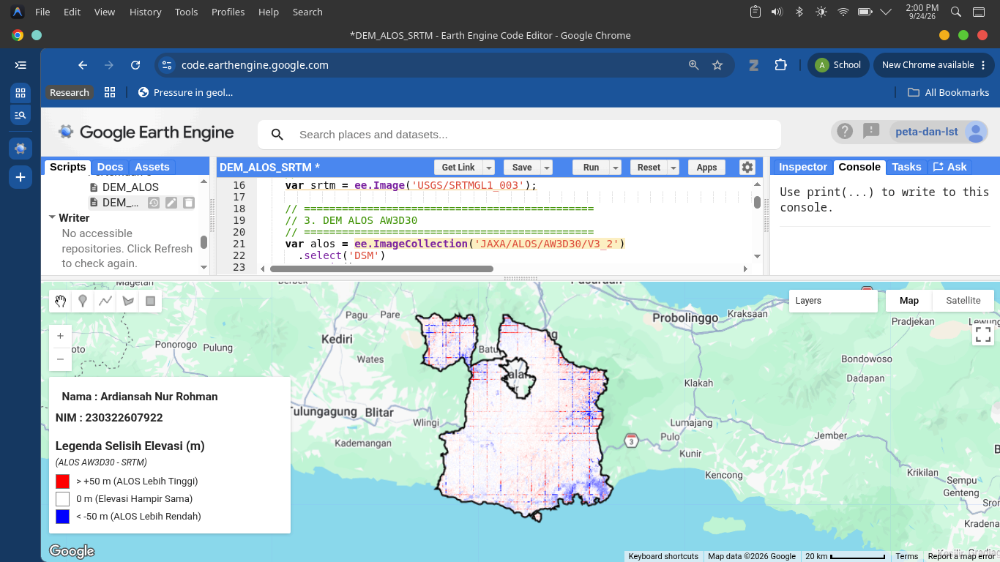 File Edit View History Tools Profiles Help Search
2:00 PM
9/24/26
*DEM_ALOS_SRTM - Earth Engine Code Editor - Google Chrome
code.earthengine.google.com
A School
New Chrome available
Research
Pressure in geol...
All Bookmarks
Google Earth Engine
Search places and datasets...
peta-dan-lst
Scripts Docs Assets
DEM_ALOS
DEM_...
Writer
No accessible
repositories. Click Refresh
to check again.
DEM_ALOS_SRTM *
Get Link Save Run Reset Apps
16 var srtm = ee.Image('USGS/SRTMGL1_003');
17
18 // ============================================
19 // 3. DEM ALOS AW3D30
20 // ============================================
21 var alos = ee.ImageCollection('JAXA/ALOS/AW3D30/V3_2')
22 .select('DSM')
23
Inspector Console Tasks Ask
Use print(...) to write to this
console.
Layers
Map Satellite
Magetan
Berbek
Pasuruan
Pagu
Pare
Kediri
Wates
Batu
Ponorogo
Pulung
Probolinggo
Kraksaan
Pradjekan
Bondowoso
Dadapan
Klakah
Tulungagung
Blitar
Wlingi
Kademangan
Lumajang
Pulo
Kunir
3
Jember
Kencong
Krikilan
Sempu
Genteng
Kradena
Nama : Ardiansah Nur Rohman
NIM : 230322607922
Legenda Selisih Elevasi (m)
(ALOS AW3D30 - SRTM)
> +50 m (ALOS Lebih Tinggi)
0 m (Elevasi Hampir Sama)
< -50 m (ALOS Lebih Rendah)
Google
Keyboard shortcuts
Map data ©2026 Google
20 km
Terms
Report a map error